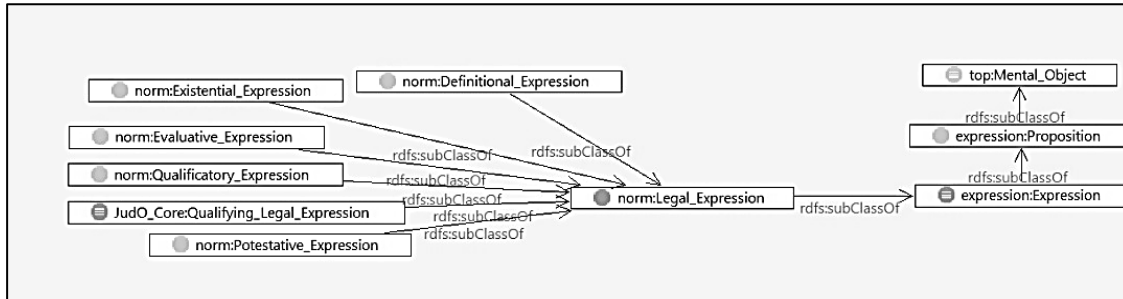 top:Mental_Object
norm:Definitional_Expression
norm:Existential_Expression
rdfs:subClassOf
norm:Evaluative_Expression
expression:Proposition
rdfs:subClassOf
rdfs:subClassOf
norm:Qualificatory_Expression
rdfs:subClassOf
rdfs:subClassOf
norm:Legal_Expression
expression:Expression
rdfs:subClassOf
rdfs:subClassOf
JudO_Core:Qualifying_Legal_Expression
rdfs:subClassOf
norm:Potestative_Expression
rdfs:subClassOf